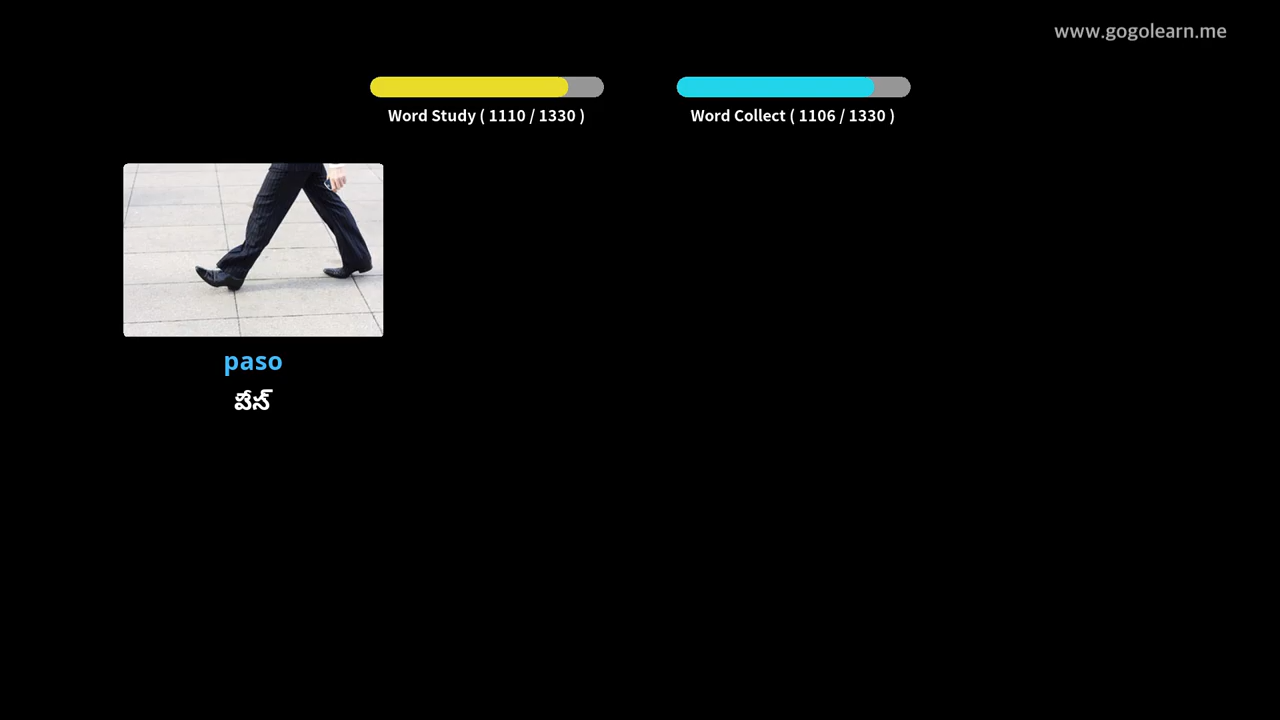 www.gogolearn.me
Word Study ( 1110 / 1330 )
Word Collect ( 1106 / 1330 )
paso
పేస్